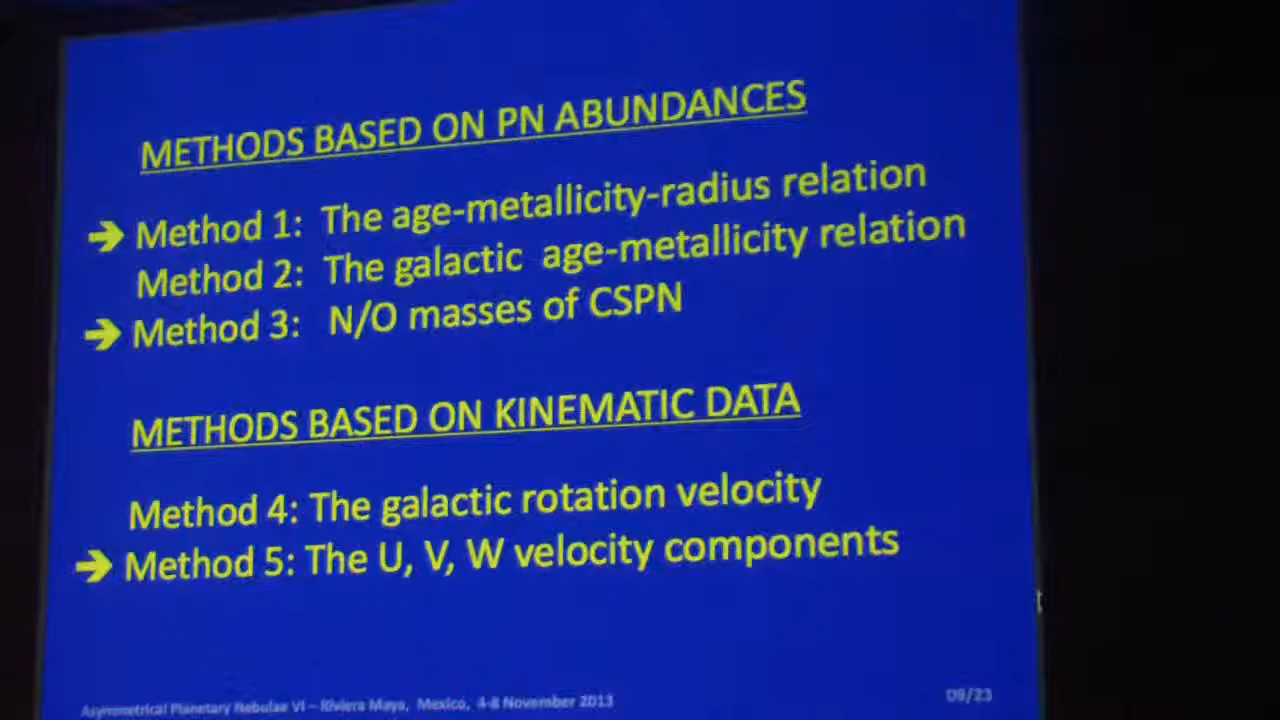 METHODS BASED ON PN ABUNDANCES
➔ Method 1: The age-metallicity-radius relation
Method 2: The galactic age-metallicity relation
➔ Method 3: N/O masses of CSPN
METHODS BASED ON KINEMATIC DATA
Method 4: The galactic rotation velocity
➔ Method 5: The U, V, W velocity components
t
Asymmetrical Planetary Nebulae VI – Riviera Maya, Mexico, 4-8 November 2013
09/23